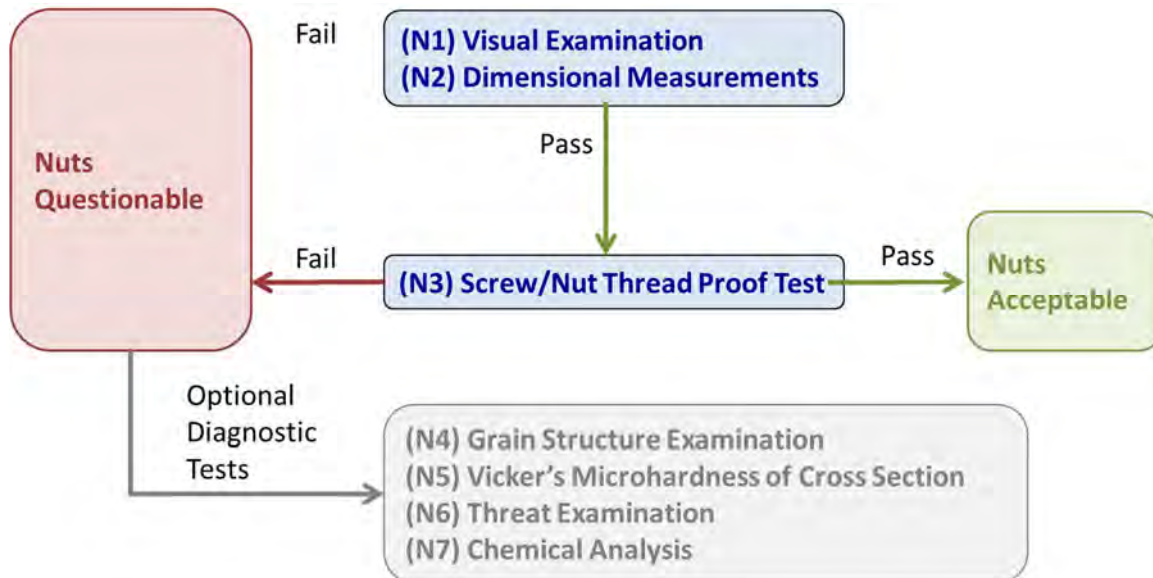 Fail
(N1) Visual Examination
(N2) Dimensional Measurements
Pass
Nuts
Questionable
Fail
(N3) Screw/Nut Thread Proof Test
Pass
Nuts
Acceptable
Optional
Diagnostic
Tests
(N4) Grain Structure Examination
(N5) Vicker’s Microhardness of Cross Section
(N6) Threat Examination
(N7) Chemical Analysis